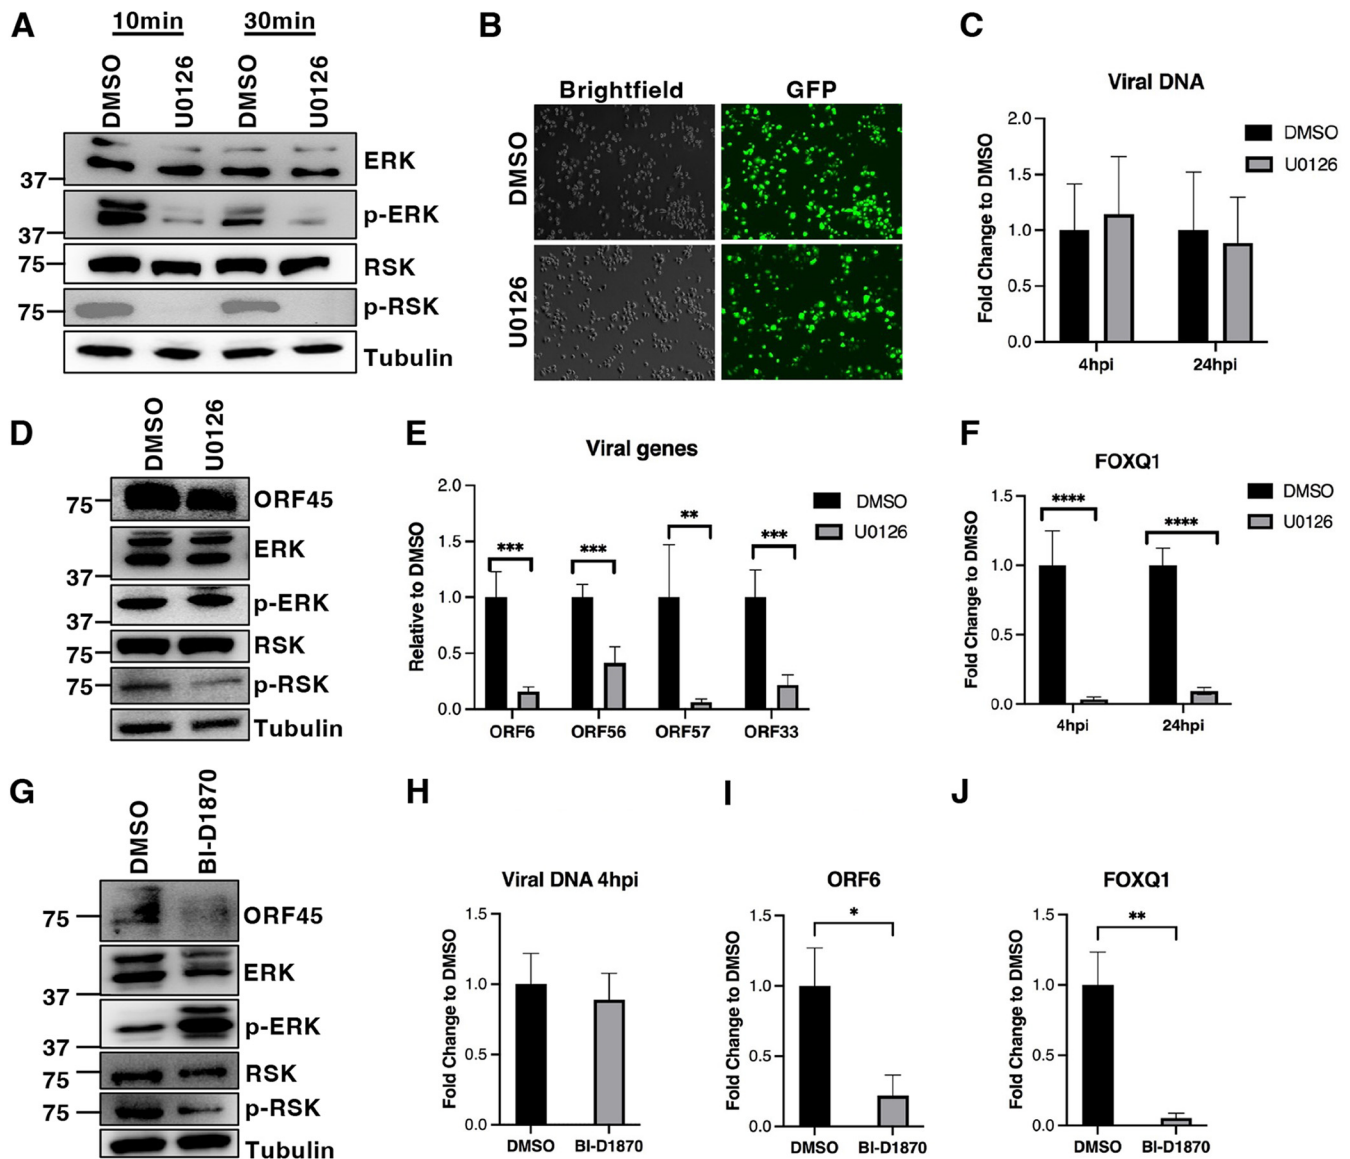 A
10min 30min
DMSO U0126 DMSO U0126
ERK
37
p-ERK
37
75 RSK
75 p-RSK
Tubulin
B
Brightfield GFP
DMSO
U0126
C
Viral DNA
Fold Change to DMSO
2.0
1.5
1.0
0.5
0.0
4hpi 24hpi
DMSO
U0126
D
DMSO U0126
75 ORF45
ERK
37
p-ERK
37
75 RSK
75 p-RSK
Tubulin
E
Viral genes
Relative to DMSO
2.0
1.5
1.0
0.5
0.0
*** *** ** ***
ORF6 ORF56 ORF57 ORF33
DMSO
U0126
F
FOXQ1
Fold Change to DMSO
1.5
1.0
0.5
0.0
**** ****
4hpi 24hpi
DMSO
U0126
G
DMSO BI-D1870
75 ORF45
ERK
37
p-ERK
37
75 RSK
75 p-RSK
Tubulin
H
Viral DNA 4hpi
Fold Change to DMSO
1.5
1.0
0.5
0.0
DMSO BI-D1870
I
ORF6
Fold Change to DMSO
1.5
1.0
0.5
0.0
*
DMSO BI-D1870
J
FOXQ1
Fold Change to DMSO
1.5
1.0
0.5
0.0
**
DMSO BI-D1870